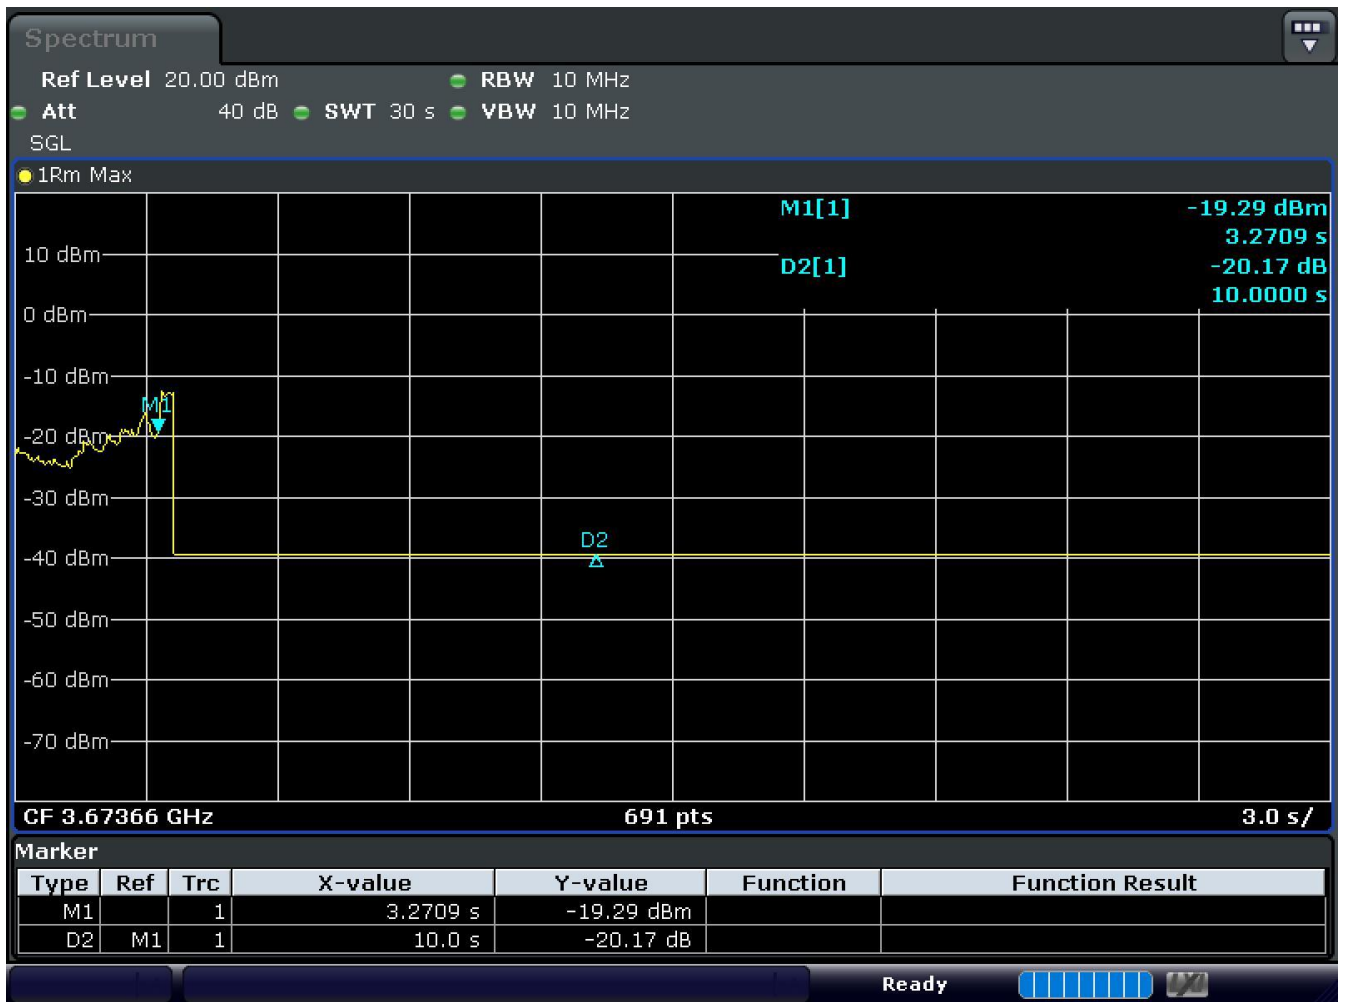 Spectrum
Ref Level 20.00 dBm RBW 10 MHz
Att 40 dB SWT 30 s VBW 10 MHz
SGL
1Rm Max
M1[1] -19.29 dBm
3.2709 s
10 dBm
D2[1] -20.17 dB
10.0000 s
0 dBm
-10 dBm
M1
-20 dBm
-30 dBm
D2
-40 dBm
-50 dBm
-60 dBm
-70 dBm
CF 3.67366 GHz 691 pts 3.0 s/
Marker
Type Ref Trc X-value Y-value Function Function Result
M1 1 3.2709 s -19.29 dBm
D2 M1 1 10.0 s -20.17 dB
Ready